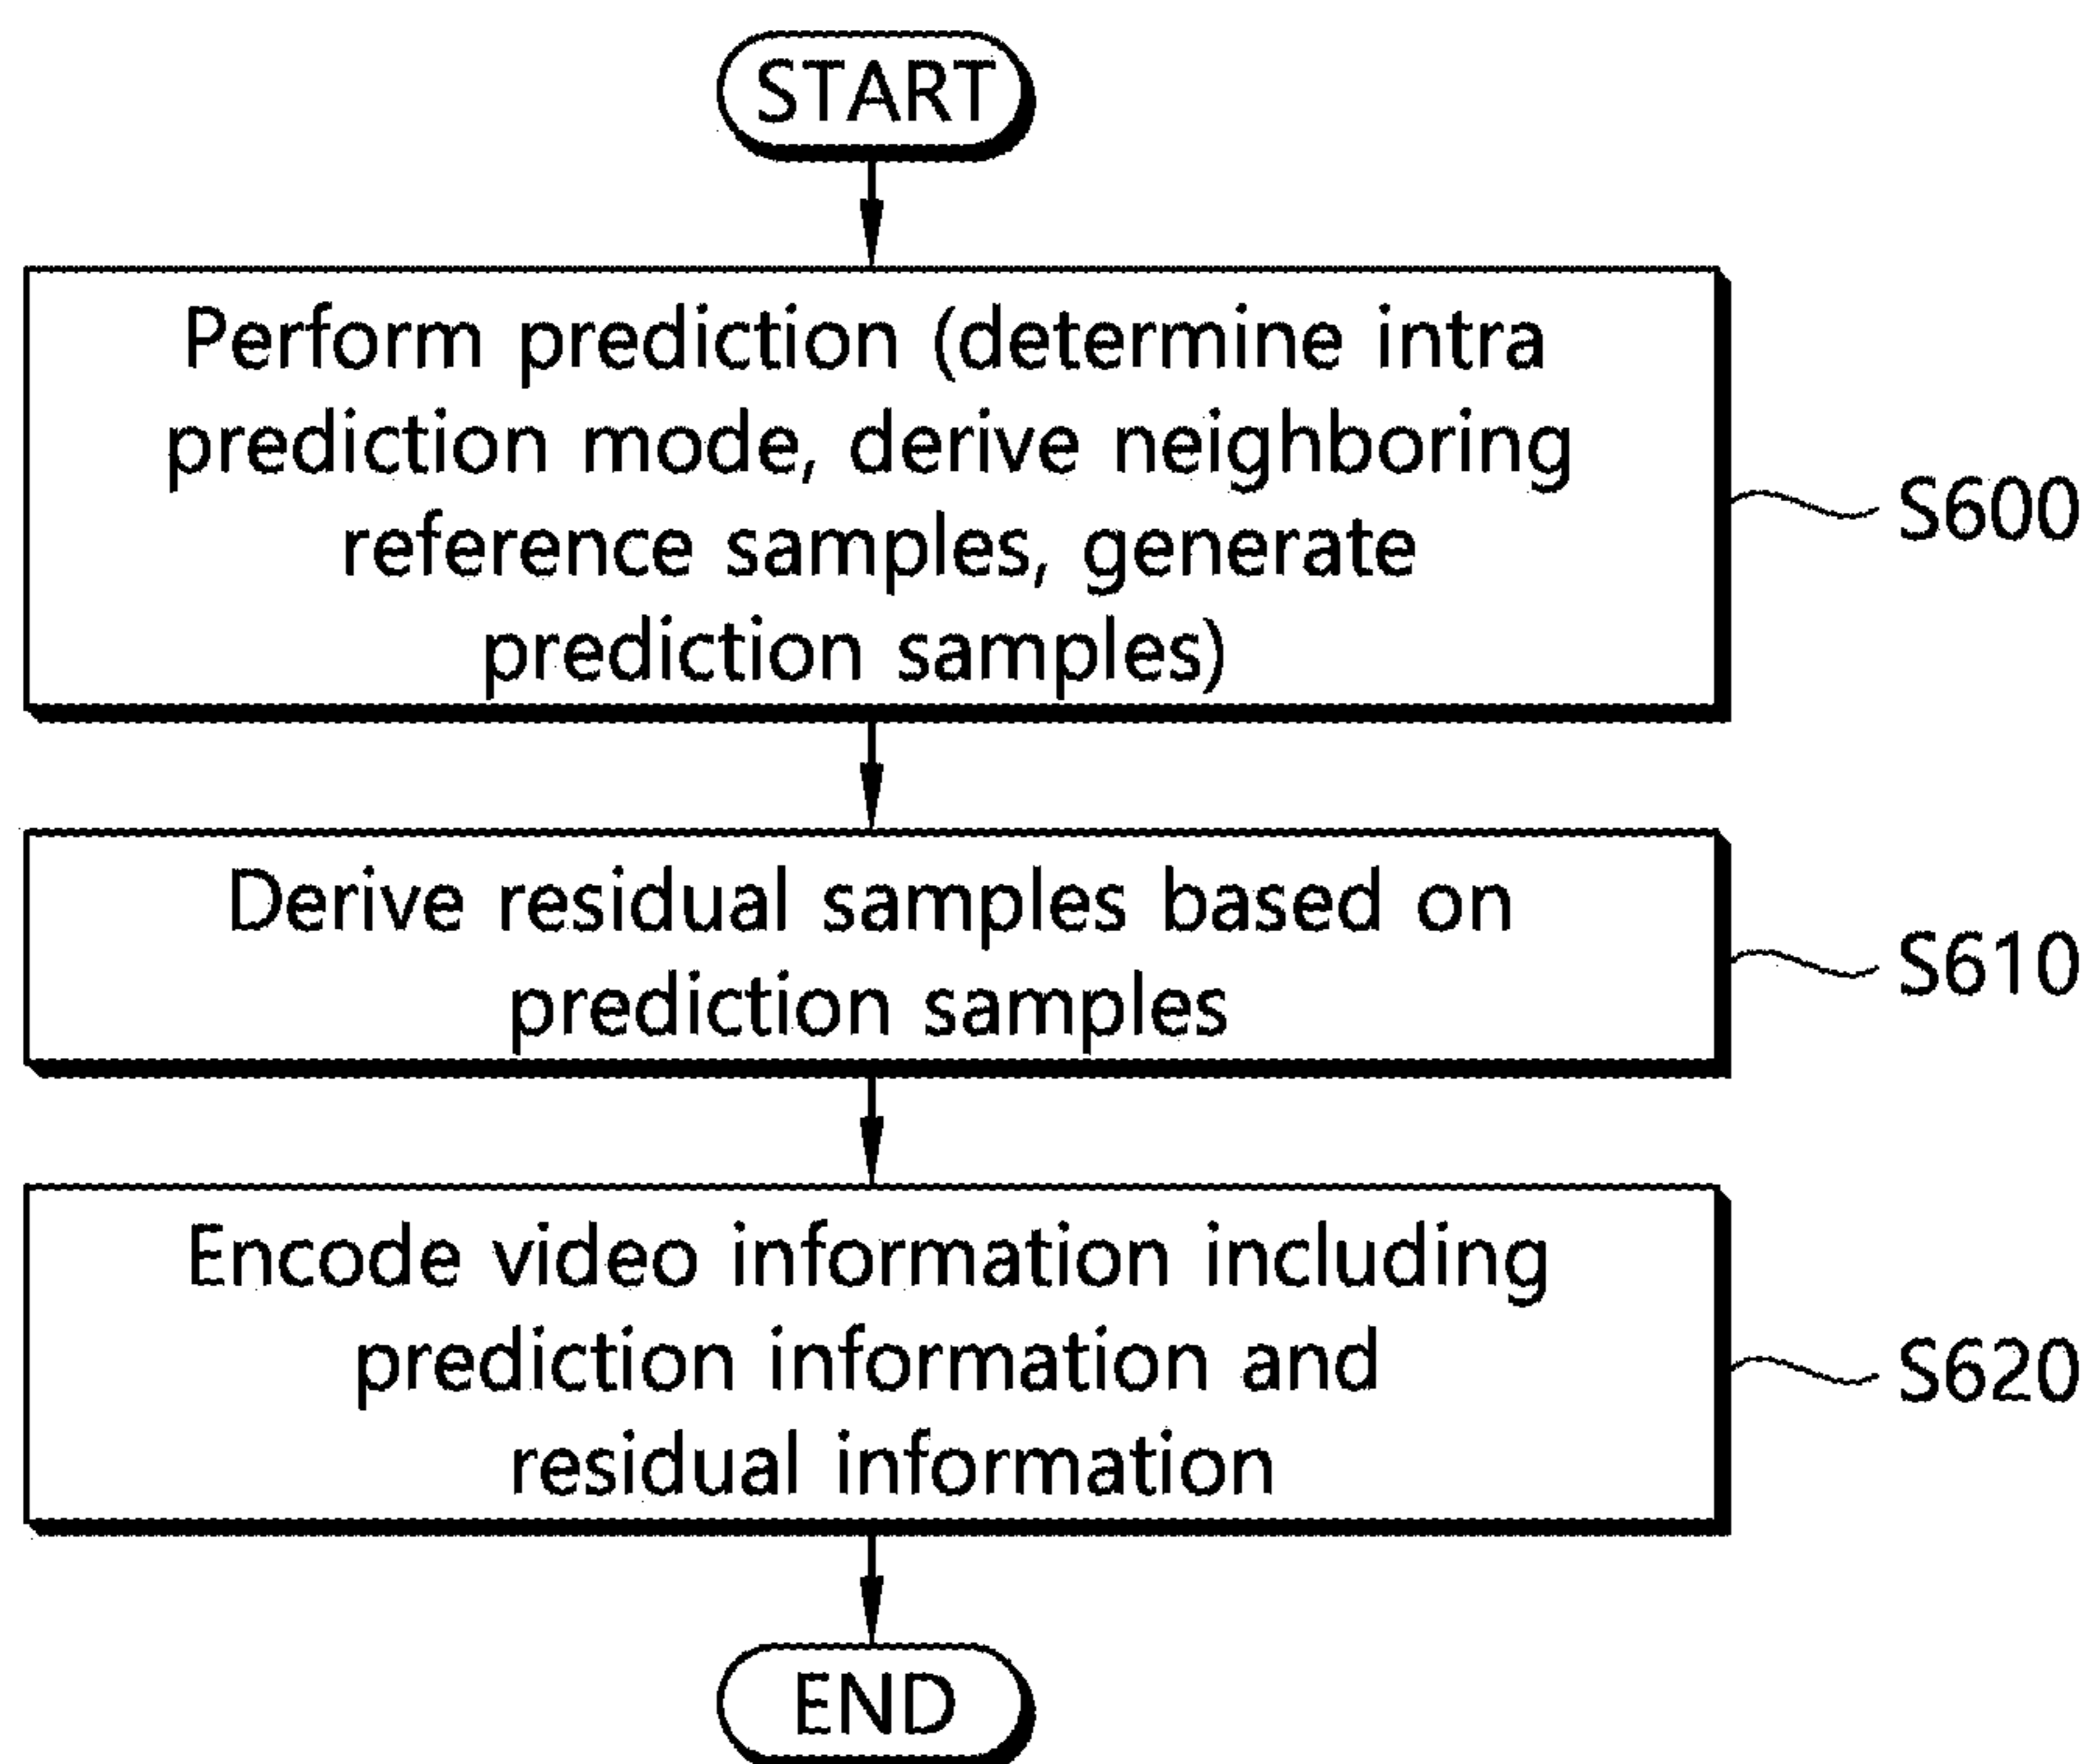 START
Perform prediction (determine intra
prediction mode, derive neighboring
reference samples, generate
prediction samples)
S600
Derive residual samples based on
prediction samples
S610
Encode video information including
prediction information and
residual information
S620
END